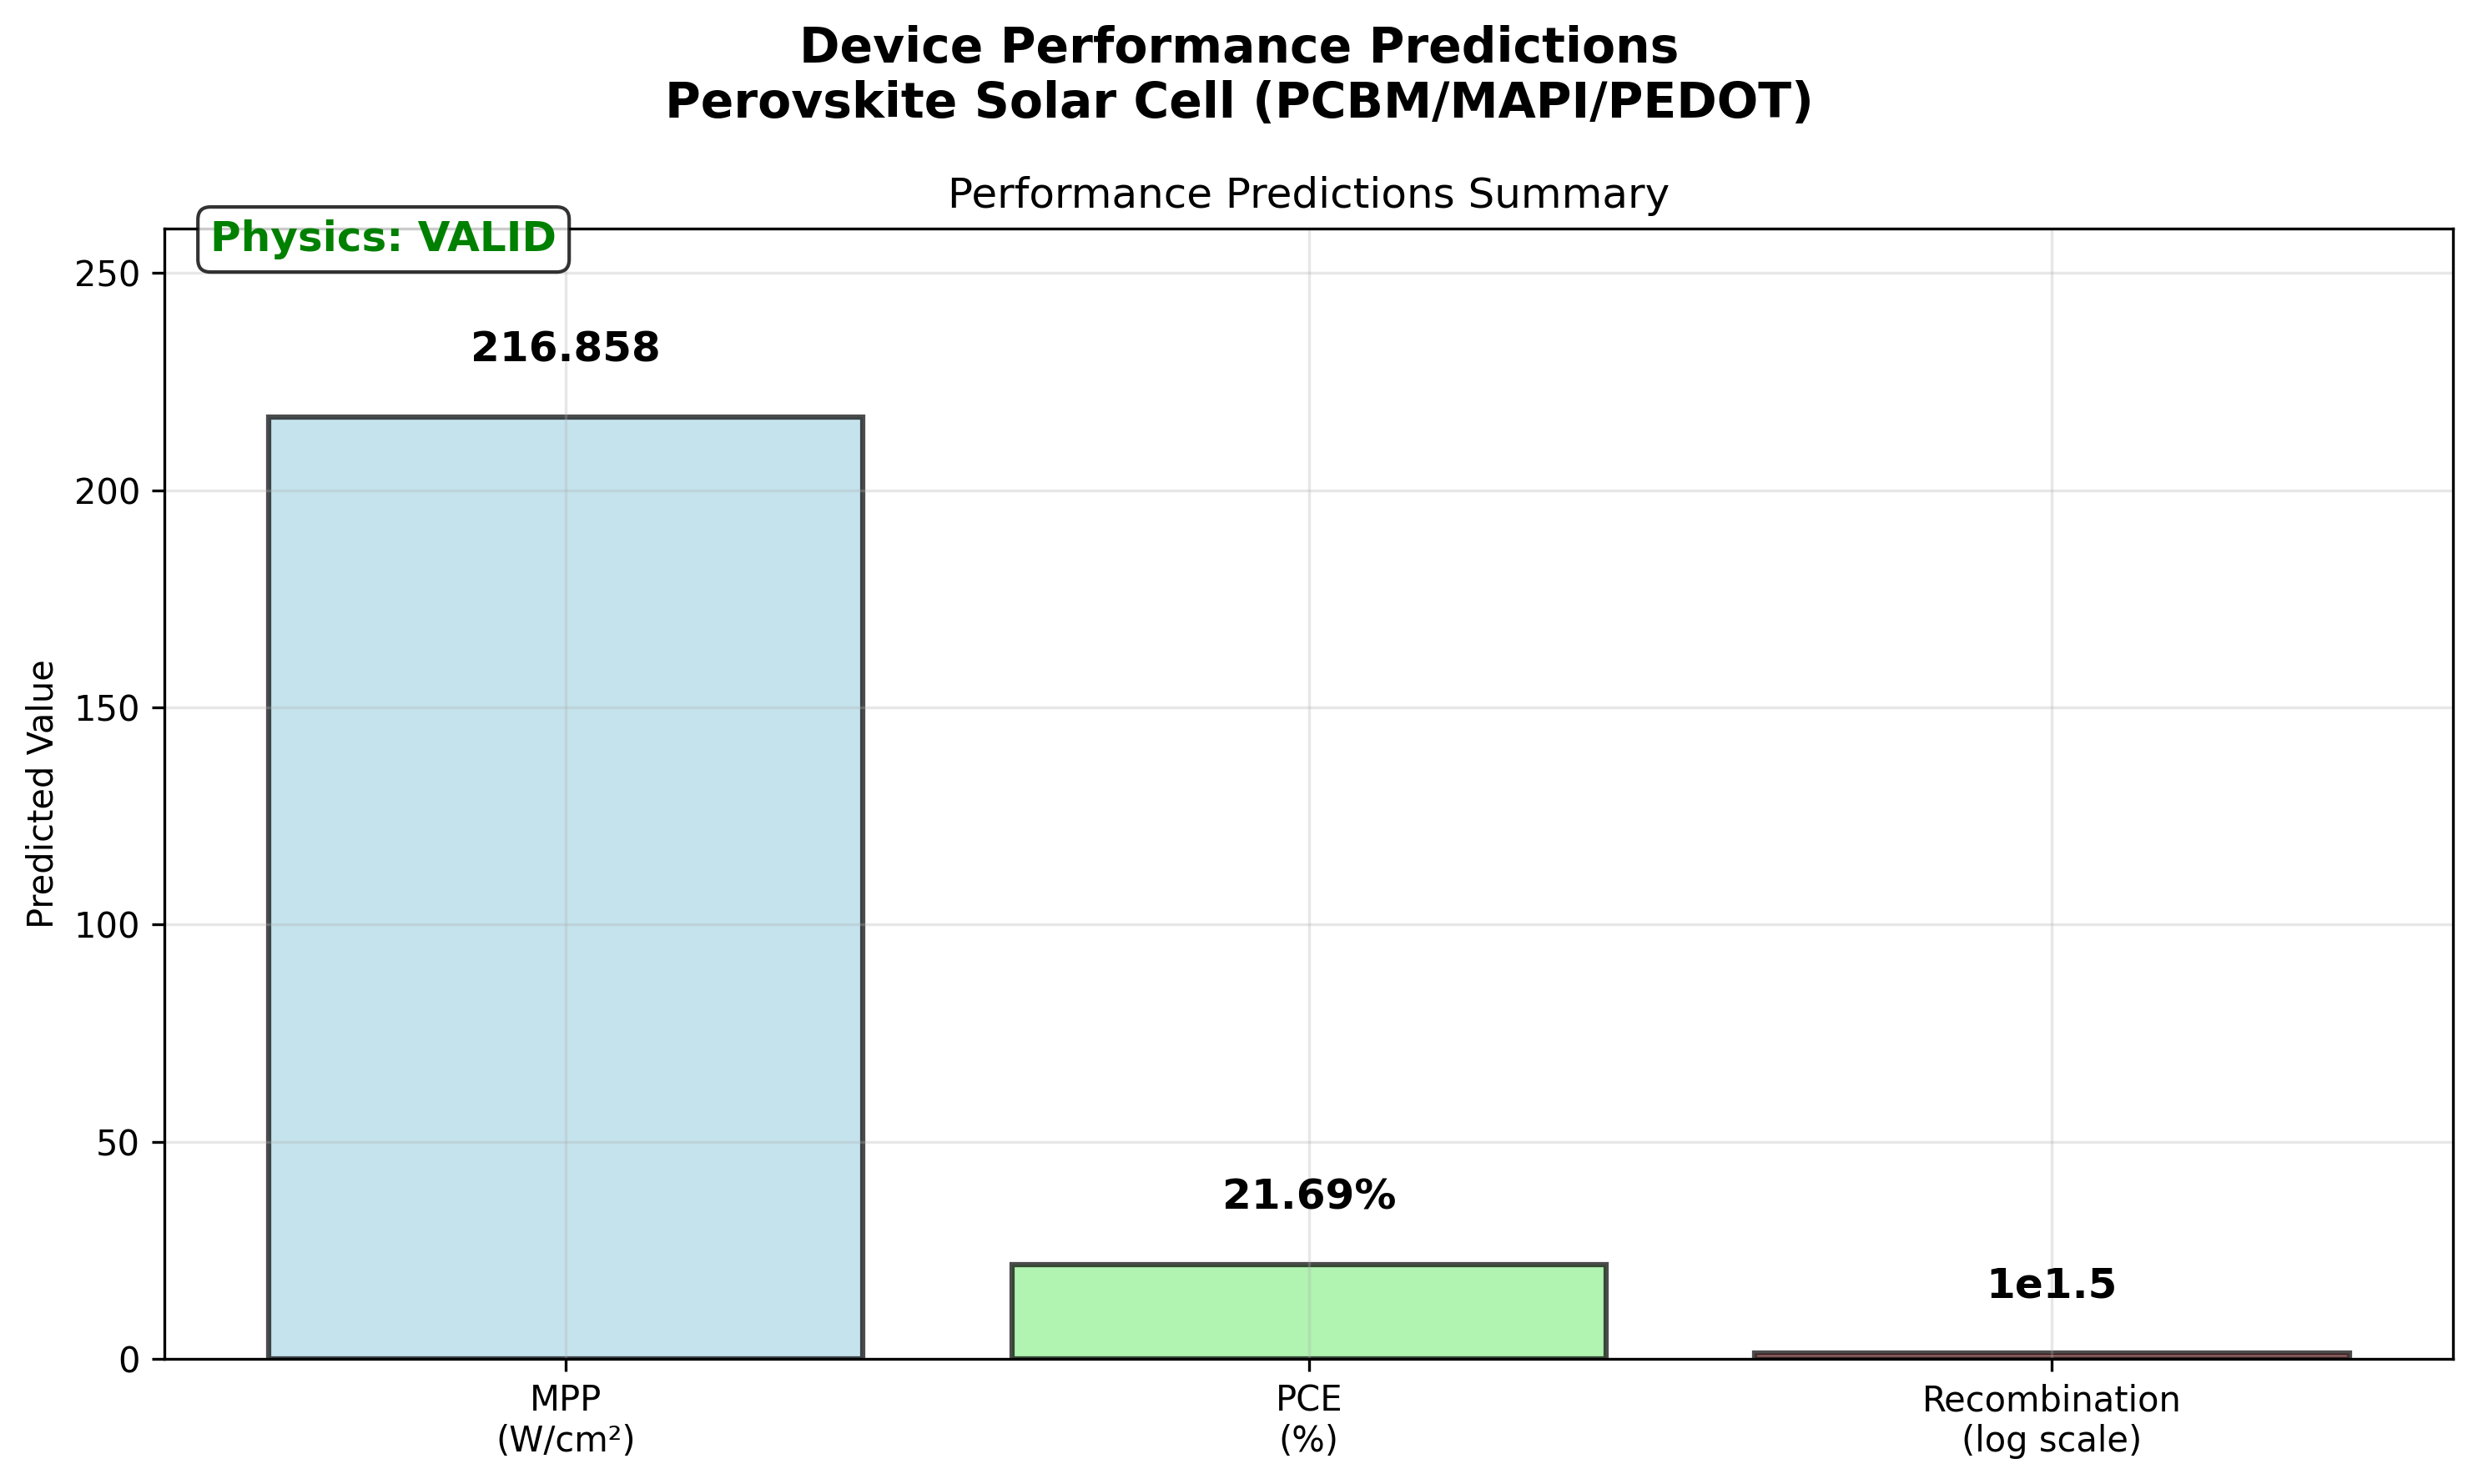 Device Performance Predictions
Perovskite Solar Cell (PCBM/MAPI/PEDOT)
Performance Predictions Summary
Physics: VALID
250
200
150
100
50
0
Predicted Value
216.858
21.69%
1e1.5
MPP
(W/cm²)
PCE
(%)
Recombination
(log scale)